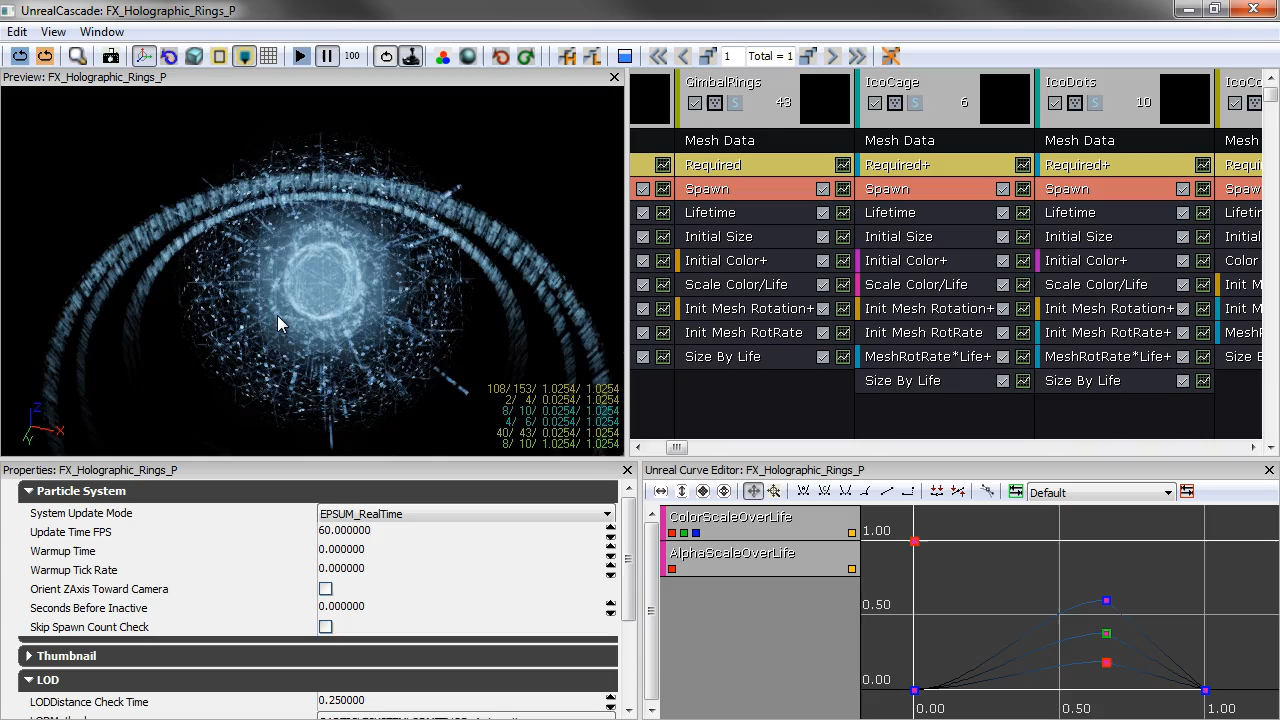 UnrealCascade: FX_Holographic_Rings_P
Edit View Window
100
1 Total = 1
Preview: FX_Holographic_Rings_P
GimbalRings
S 43
IcoCage
S 6
IcoDots
S 10
Mesh Data Mesh Data Mesh Data
Required Required+ Required+
Spawn Spawn Spawn
Lifetime Lifetime Lifetime
Initial Size Initial Size Initial Size
Initial Color+ Initial Color+ Initial Color+ Color
Scale Color/Life Scale Color/Life Scale Color/Life
Init Mesh Rotation+ Init Mesh Rotation+ Init Mesh Rotation+
Init Mesh RotRate Init Mesh RotRate Init Mesh RotRate+
Size By Life MeshRotRate*Life+ MeshRotRate*Life+
Size By Life Size By Life
108/ 153/ 1.0254/ 1.0254
2/ 4/ 0.0254/ 1.0254
8/ 10/ 0.0254/ 1.0254
4/ 6/ 0.0254/ 1.0254
40/ 43/ 0.0254/ 1.0254
8/ 10/ 1.0254/ 1.0254
Z
X
Y
Properties: FX_Holographic_Rings_P
Particle System
System Update Mode EPSUM_RealTime
Update Time FPS 60.000000
Warmup Time 0.000000
Warmup Tick Rate 0.000000
Orient ZAxis Toward Camera
Seconds Before Inactive 0.000000
Skip Spawn Count Check
Thumbnail
LOD
LODDistance Check Time 0.250000
Unreal Curve Editor: FX_Holographic_Rings_P
Default
ColorScaleOverLife
AlphaScaleOverLife
1.00
0.50
0.00
0.00 0.50 1.00